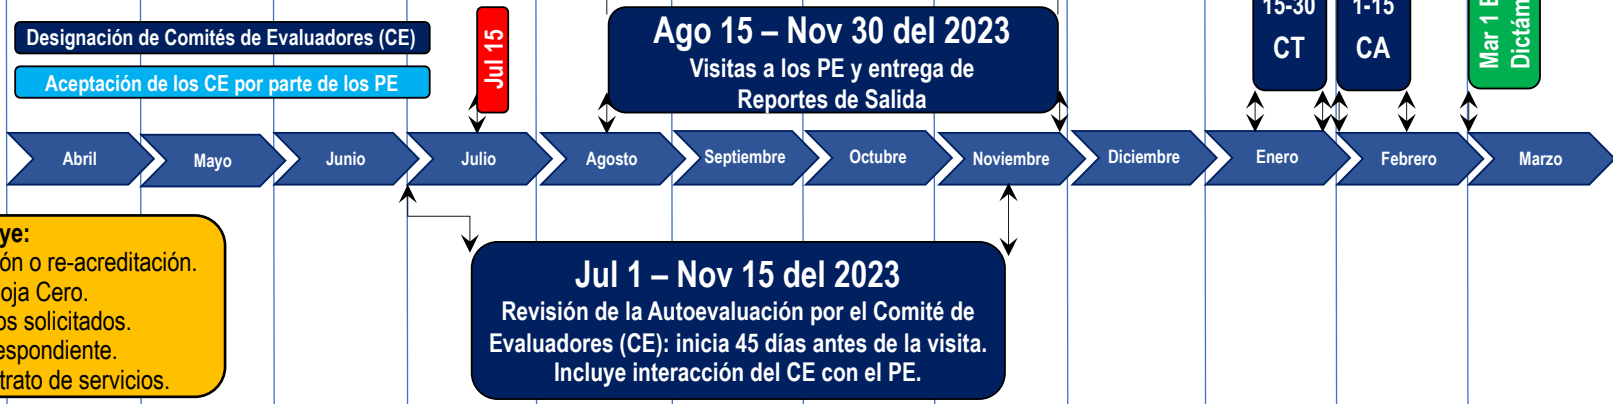 Designación de Comités de Evaluadores (CE)
Aceptación de los CE por parte de los PE
Jul 15
Ago 15 – Nov 30 del 2023
Visitas a los PE y entrega de
Reportes de Salida
15-30
CT
1-15
CA
Mar 1
Abril
Mayo
Junio
Julio
Agosto
Septiembre
Octubre
Noviembre
Diciembre
Enero
Febrero
Marzo
ye:
ón o re-acreditación.
oja Cero.
os solicitados.
espondiente.
trato de servicios.
Jul 1 – Nov 15 del 2023
Revisión de la Autoevaluación por el Comité de
Evaluadores (CE): inicia 45 días antes de la visita.
Incluye interacción del CE con el PE.